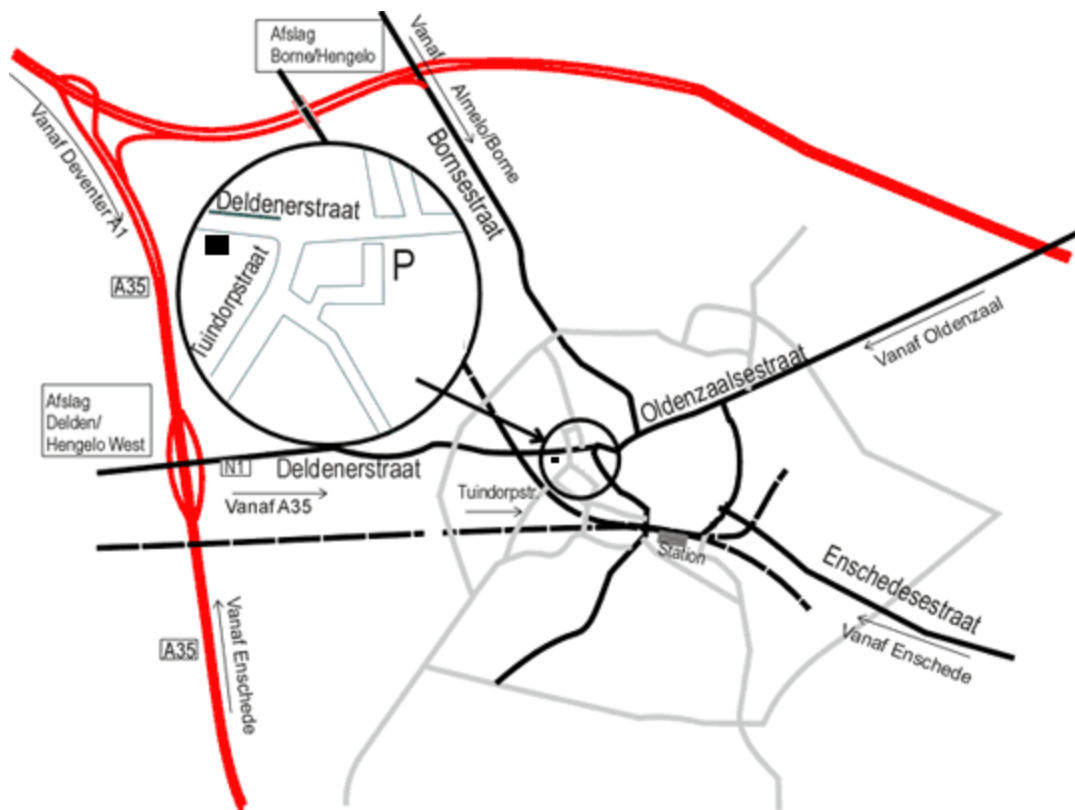 Afslag
Borne/Hengelo
Vanaf
Almelo/Borne
Bornsestraat
Vanaf Deventer A1
A35
Deldenerstraat
P
Tuindorpstraat
Oldenzaalsestraat
Vanaf Oldenzaal
Afslag
Delden/
Hengelo West
N1
Deldenerstraat
Vanaf A35
Tuindorpstr.
Station
Enschedesestraat
Vanaf Enschede
A35
Vanaf Enschede